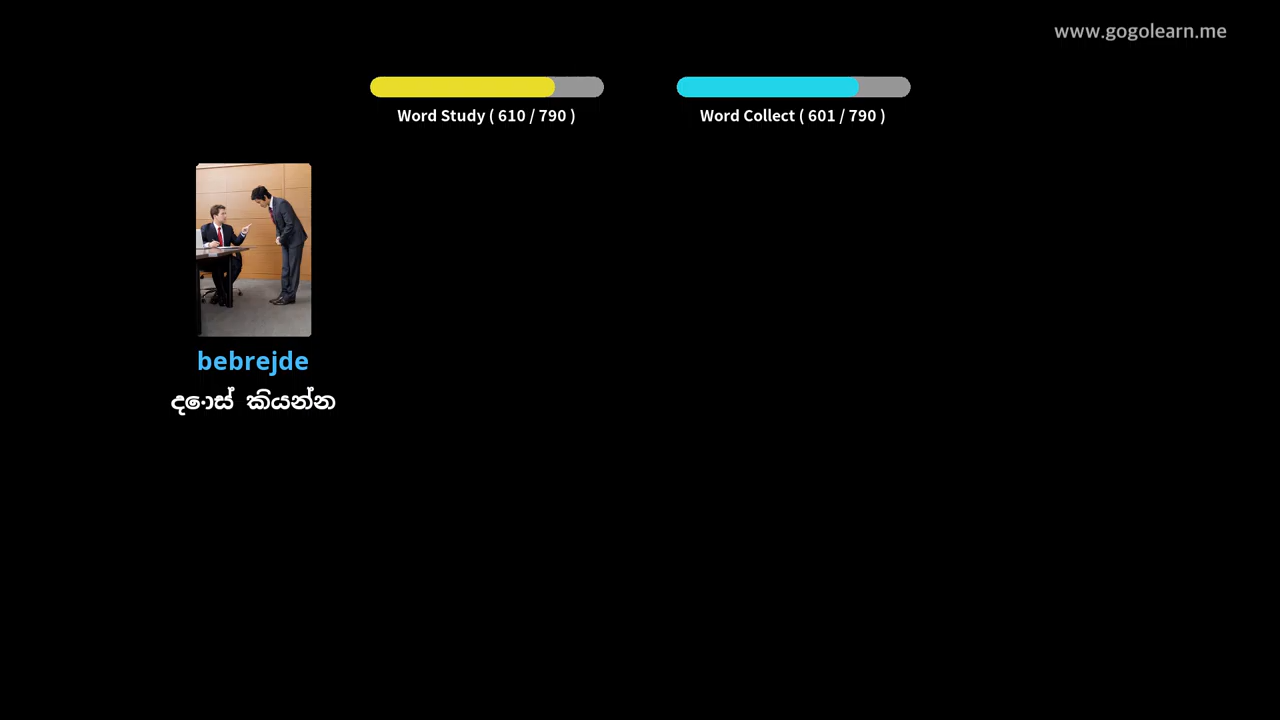 www.gogolearn.me
Word Study ( 610 / 790 )
Word Collect ( 601 / 790 )
bebrejde
දොස් කියන්න